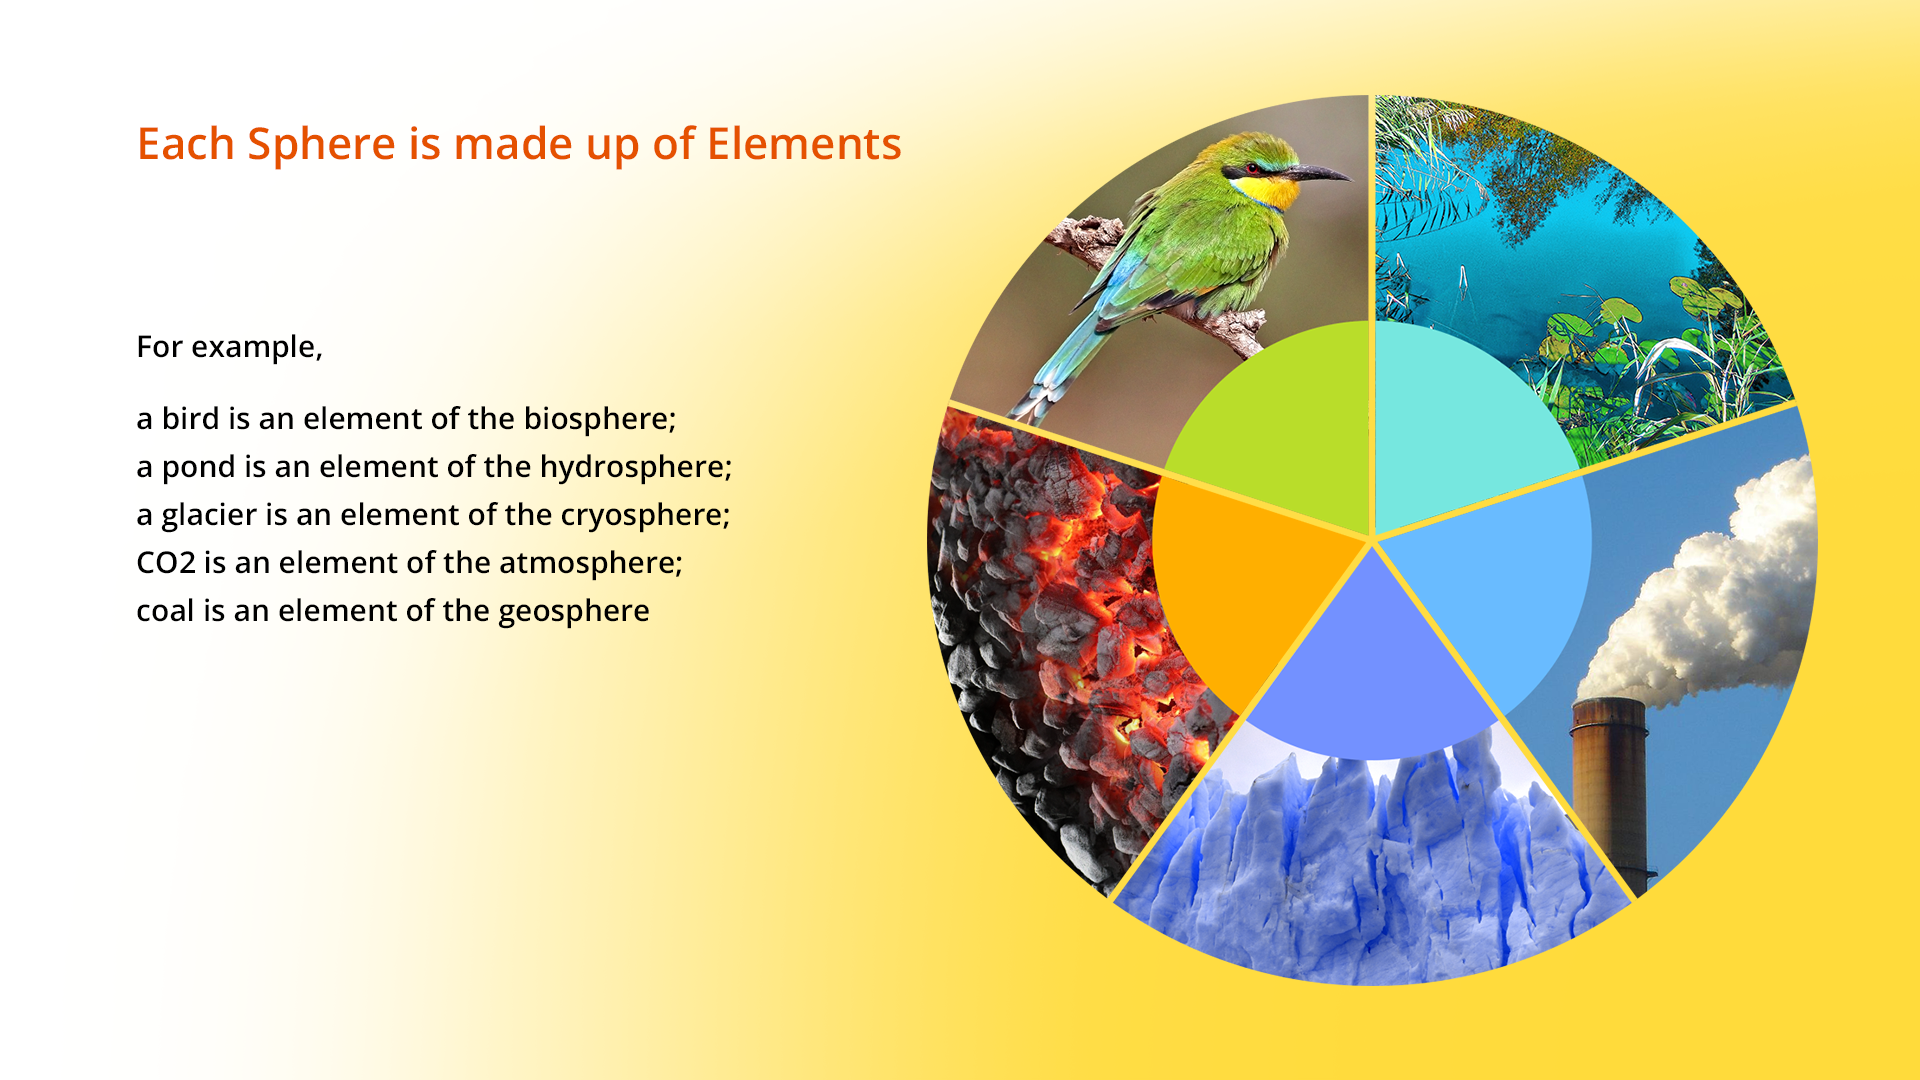 Each Sphere is made up of Elements
For example,
a bird is an element of the biosphere;
a pond is an element of the hydrosphere;
a glacier is an element of the cryosphere;
CO2 is an element of the atmosphere;
coal is an element of the geosphere